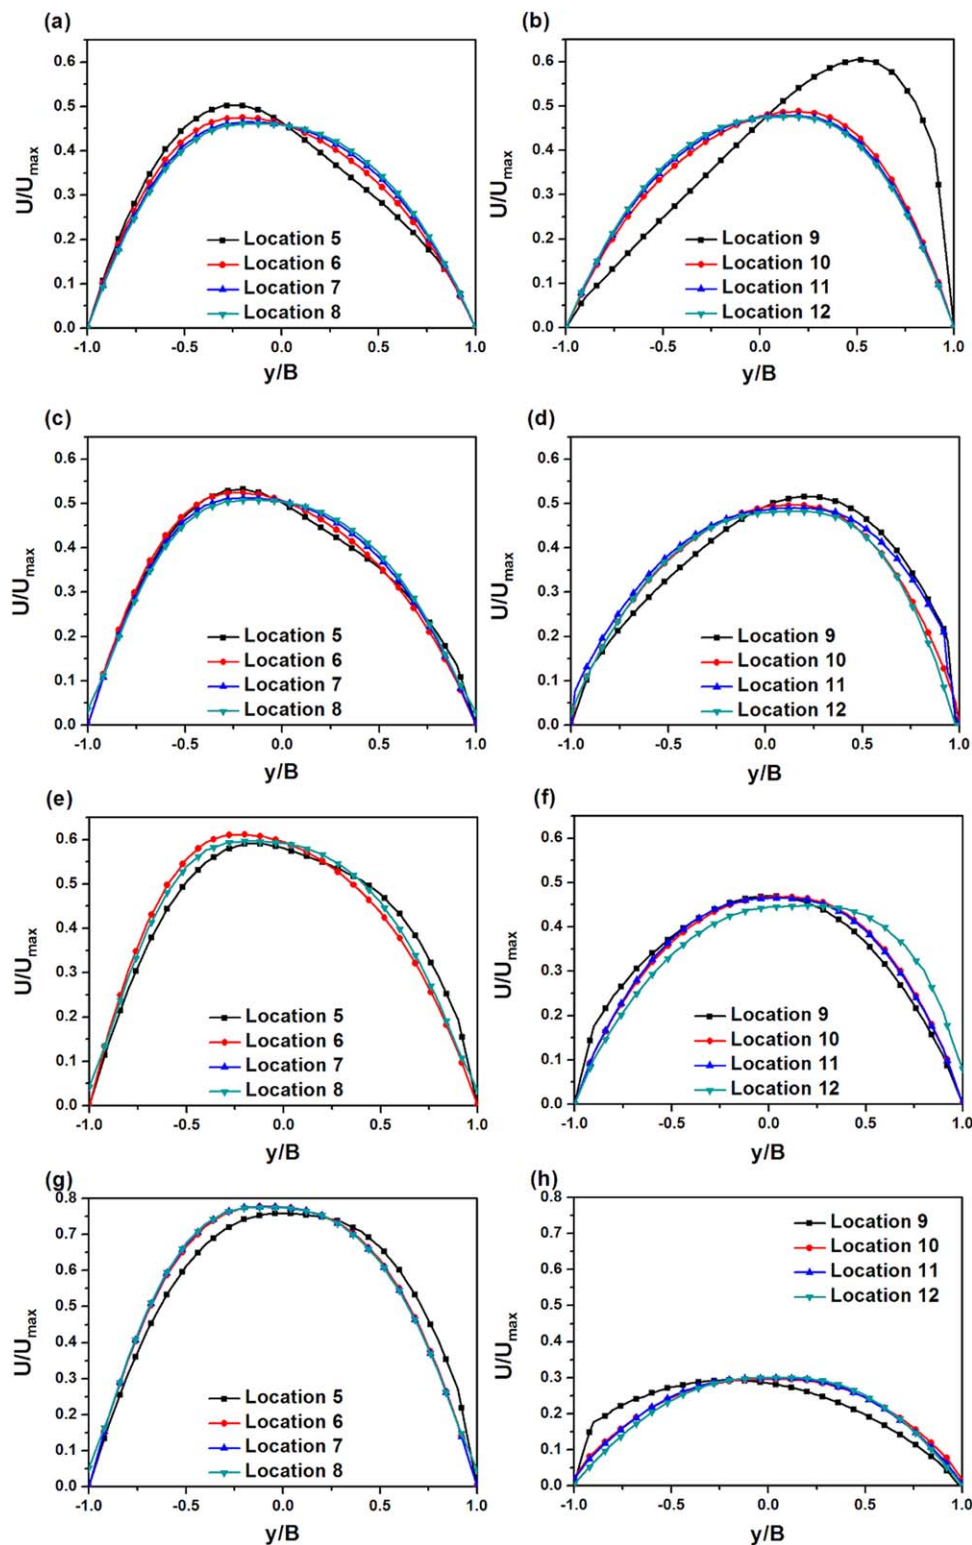 (a)
U/Umax
0.6
0.5
0.4
0.3
0.2
0.1
0.0
Location 5
Location 6
Location 7
Location 8
-1.0 -0.5 0.0 0.5 1.0
y/B
(b)
U/Umax
0.6
0.5
0.4
0.3
0.2
0.1
0.0
Location 9
Location 10
Location 11
Location 12
-1.0 -0.5 0.0 0.5 1.0
y/B
(c)
U/Umax
0.6
0.5
0.4
0.3
0.2
0.1
0.0
Location 5
Location 6
Location 7
Location 8
-1.0 -0.5 0.0 0.5 1.0
y/B
(d)
U/Umax
0.6
0.5
0.4
0.3
0.2
0.1
0.0
Location 9
Location 10
Location 11
Location 12
-1.0 -0.5 0.0 0.5 1.0
y/B
(e)
U/Umax
0.6
0.5
0.4
0.3
0.2
0.1
0.0
Location 5
Location 6
Location 7
Location 8
-1.0 -0.5 0.0 0.5 1.0
y/B
(f)
U/Umax
0.6
0.5
0.4
0.3
0.2
0.1
0.0
Location 9
Location 10
Location 11
Location 12
-1.0 -0.5 0.0 0.5 1.0
y/B
(g)
U/Umax
0.8
0.7
0.6
0.5
0.4
0.3
0.2
0.1
0.0
Location 5
Location 6
Location 7
Location 8
-1.0 -0.5 0.0 0.5 1.0
y/B
(h)
U/Umax
0.8
0.7
0.6
0.5
0.4
0.3
0.2
0.1
0.0
Location 9
Location 10
Location 11
Location 12
-1.0 -0.5 0.0 0.5 1.0
y/B